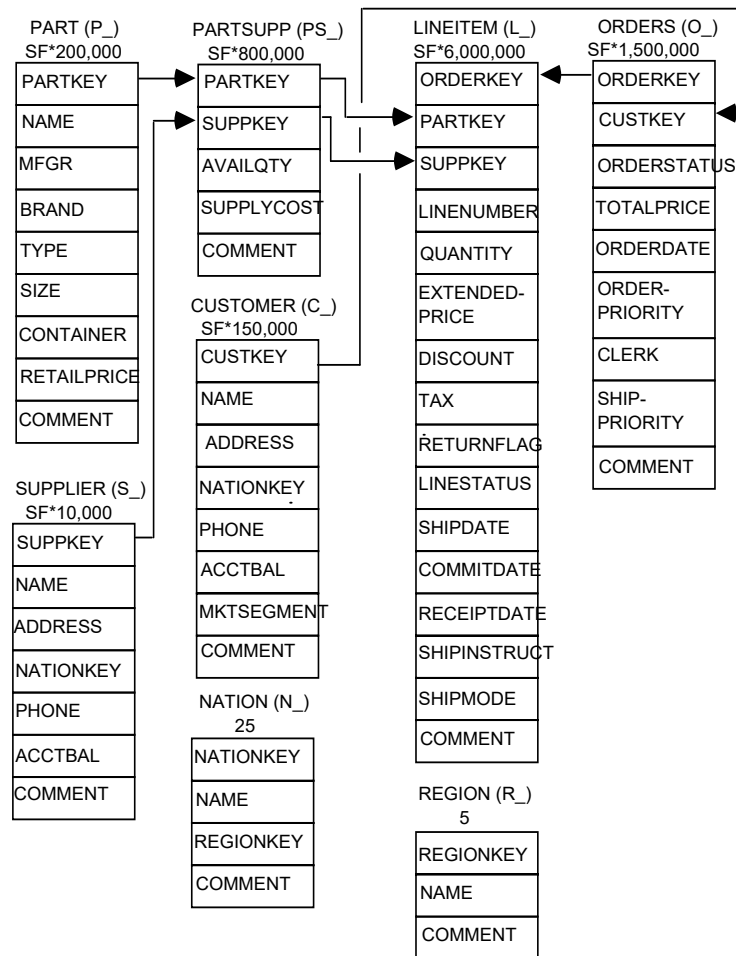 PART (P_)
SF*200,000
PARTKEY
NAME
MFGR
BRAND
TYPE
SIZE
CONTAINER
RETAILPRICE
COMMENT
SUPPLIER (S_)
SF*10,000
SUPPKEY
NAME
ADDRESS
NATIONKEY
PHONE
ACCTBAL
COMMENT
PARTSUPP (PS_)
SF*800,000
PARTKEY
SUPPKEY
AVAILQTY
SUPPLYCOST
COMMENT
CUSTOMER (C_)
SF*150,000
CUSTKEY
NAME
ADDRESS
NATIONKEY
PHONE
ACCTBAL
MKTSEGMENT
COMMENT
NATION (N_)
25
NATIONKEY
NAME
REGIONKEY
COMMENT
LINEITEM (L_)
SF*6,000,000
ORDERKEY
PARTKEY
SUPPKEY
LINENUMBER
QUANTITY
EXTENDED-
PRICE
DISCOUNT
TAX
RETURNFLAG
LINESTATUS
SHIPDATE
COMMITDATE
RECEIPTDATE
SHIPINSTRUCT
SHIPMODE
COMMENT
REGION (R_)
5
REGIONKEY
NAME
COMMENT
ORDERS (O_)
SF*1,500,000
ORDERKEY
CUSTKEY
ORDERSTATUS
TOTALPRICE
ORDERDATE
ORDER-
PRIORITY
CLERK
SHIP-
PRIORITY
COMMENT